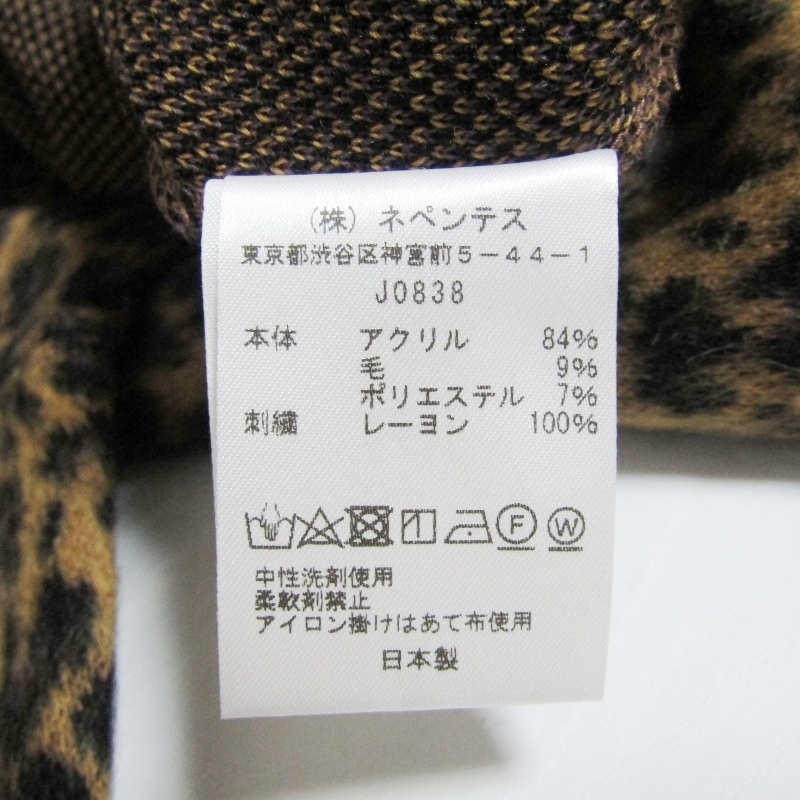 (株) ネペンテス
東京都渋谷区神宮前5-44-1
J0838
本体 アクリル 84%
毛 9%
ポリエステル 7%
刺繍 レーヨン 100%
F W
中性洗剤使用
柔軟剤禁止
アイロン掛けはあて布使用
日本製